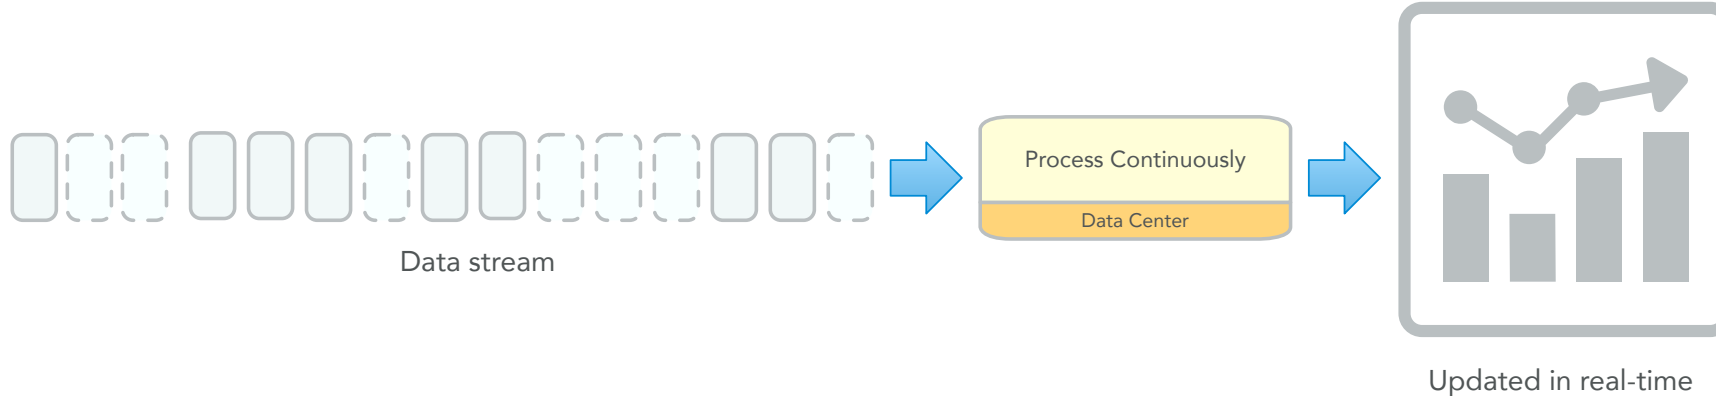 Process Continuously
Data Center
Data stream
Updated in real-time